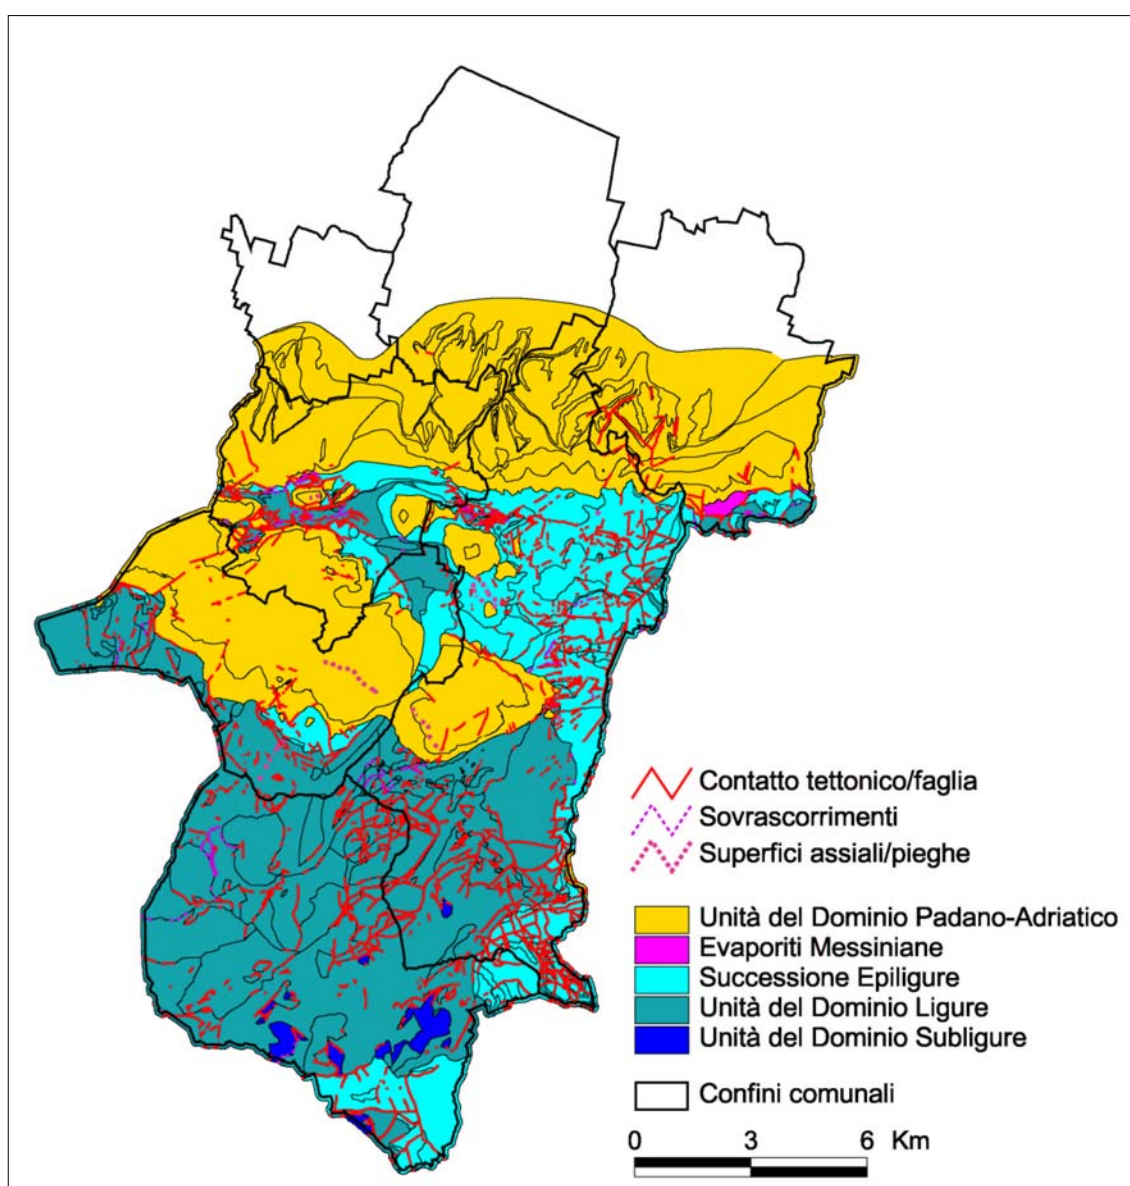 Contatto tettonico/faglia
Sovrascorrimenti
Superfici assiali/pieghe
Unità del Dominio Padano-Adriatico
Evaporiti Messiniane
Successione Epiligure
Unità del Dominio Ligure
Unità del Dominio Subligure
Confini comunali
0 3 6 Km